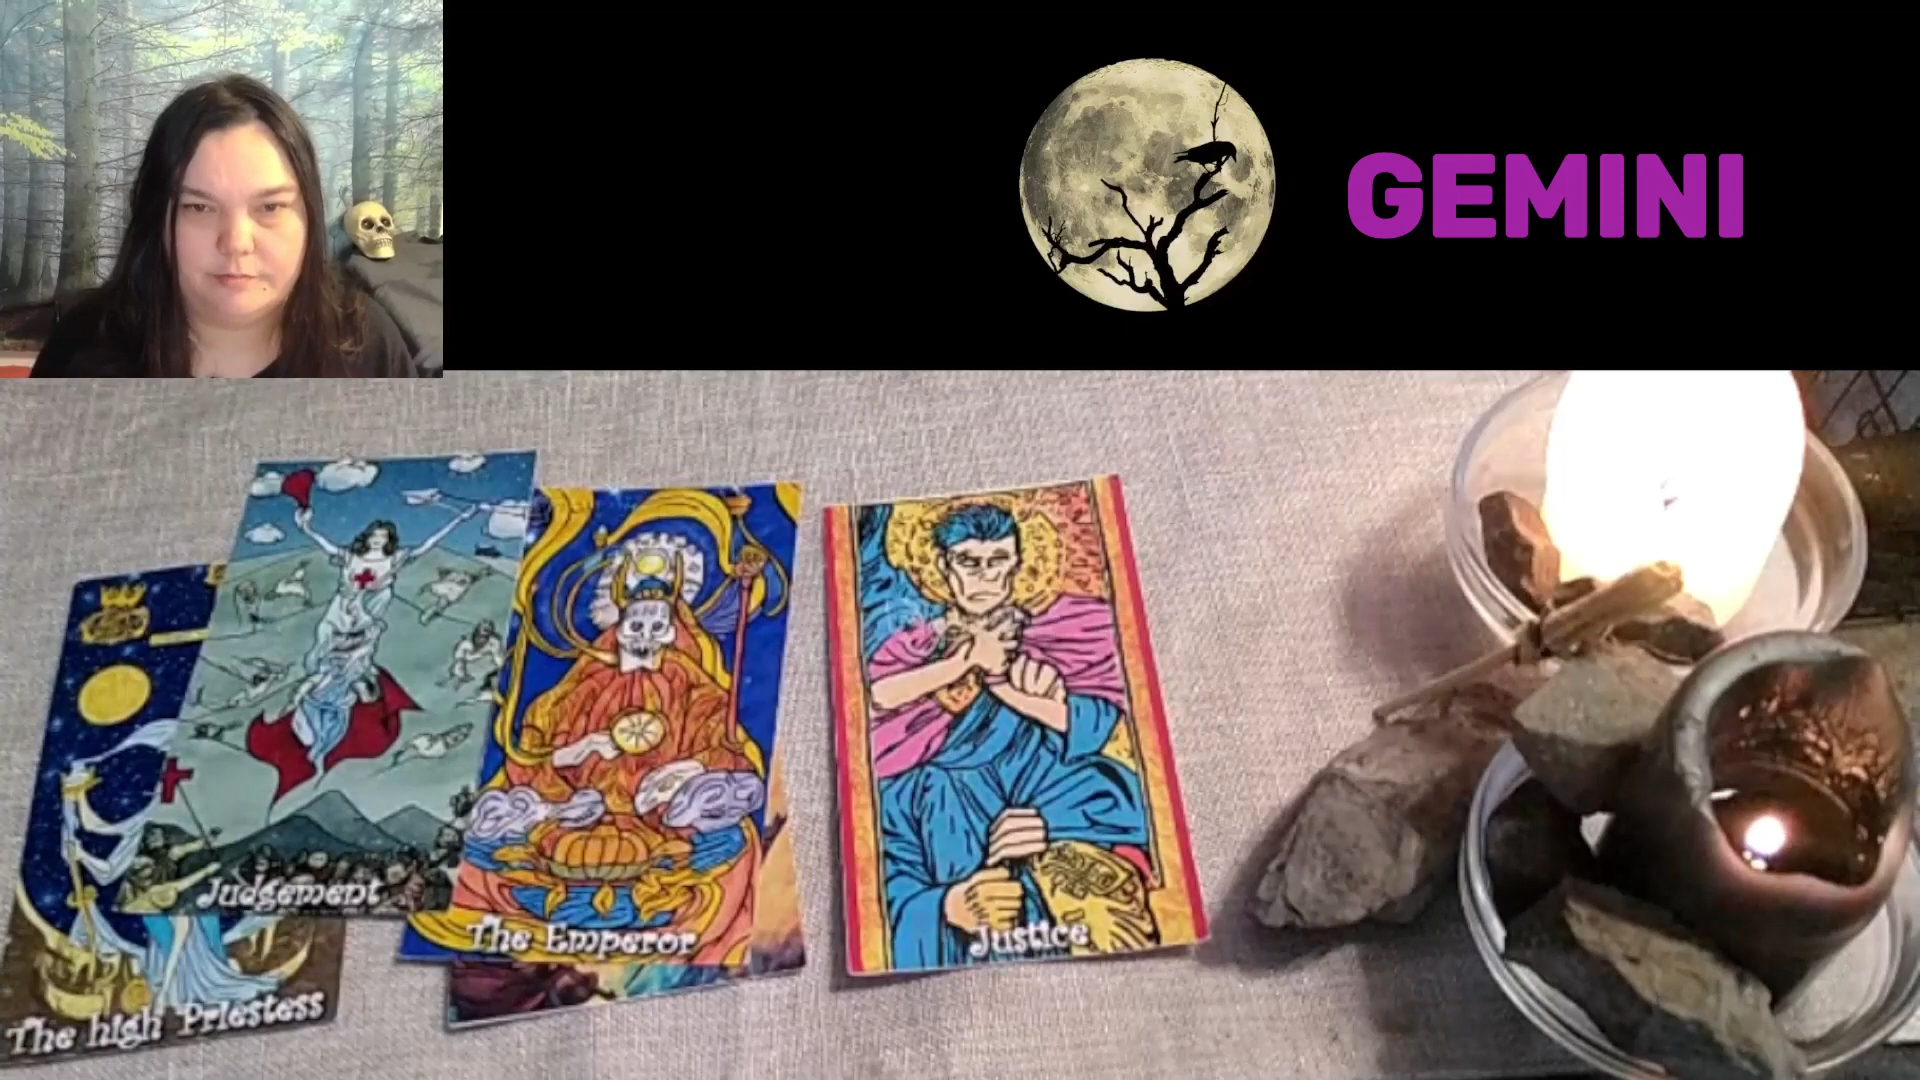 GEMINI
Judgement
The Emperor
Justice
The high Priestess